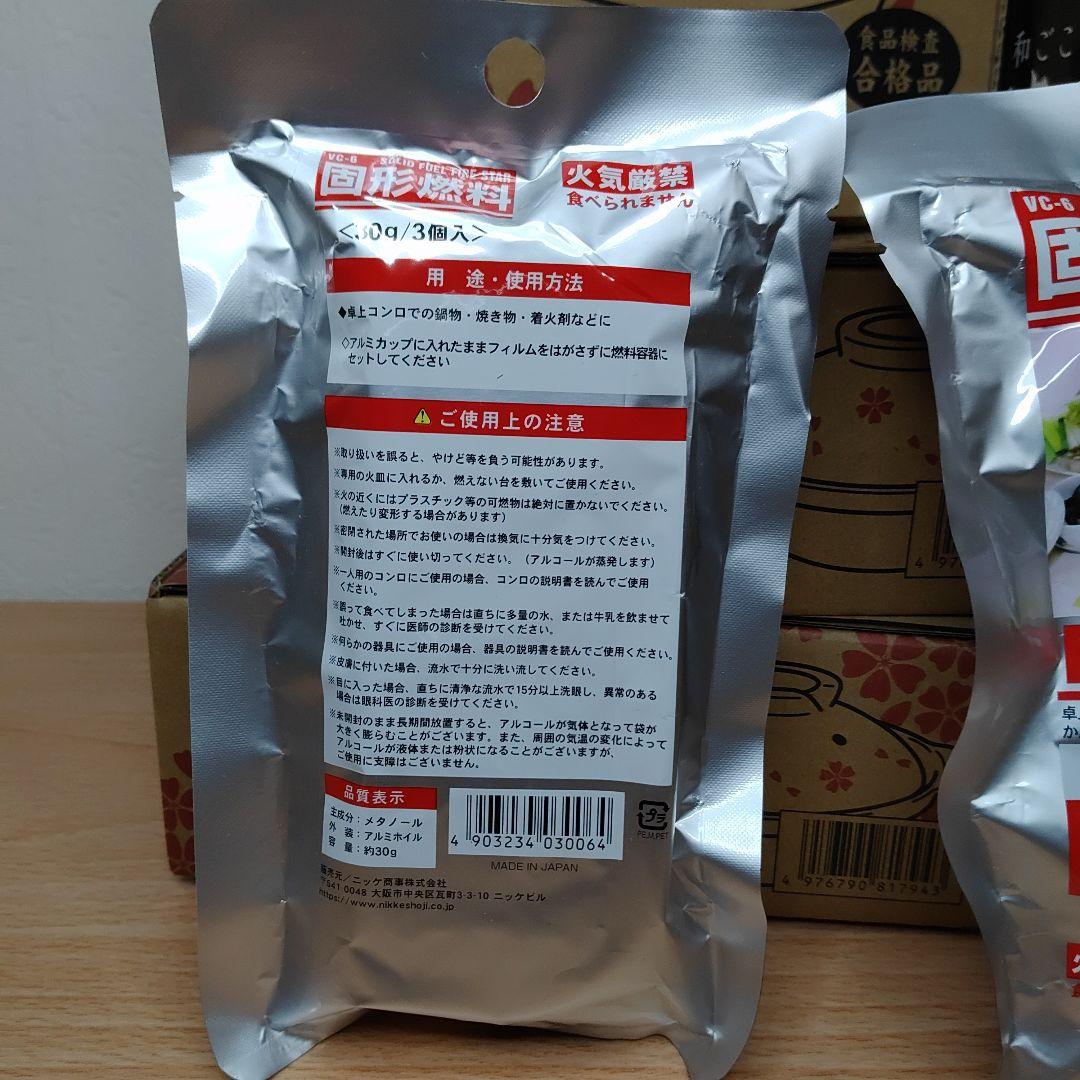 VC-6 SOLID FUEL FIRE STAR
固形燃料
<30g/3個入>
火気厳禁
食べられません
用 途・使用方法
◆卓上コンロでの鍋物・焼き物・着火剤などに
◇アルミカップに入れたままフィルムをはがさずに燃料容器に
セットしてください
⚠ ご使用上の注意
※取り扱いを誤ると、やけど等を負う可能性があります。
※専用の火皿に入れるか、燃えない台を敷いてご使用ください。
※火の近くにはプラスチック等の可燃物は絶対に置かないでください。
(燃えたり変形する場合があります)
※密閉された場所でお使いの場合は換気に十分気をつけてください。
※開封後はすぐに使い切ってください。(アルコールが蒸発します)
※一人用のコンロにご使用の場合、コンロの説明書を読んでご使用
ください。
※誤って食べてしまった場合は直ちに多量の水、または牛乳を飲ませて
吐かせ、すぐに医師の診断を受けてください。
※何らかの器具にご使用の場合、器具の説明書を読んでご使用ください。
※皮膚に付いた場合、流水で十分に洗い流してください。
※目に入った場合、直ちに清浄な流水で15分以上洗眼し、異常のある
場合は眼科医の診断を受けてください。
※未開封のまま長期間放置すると、アルコールが気体となって袋が
大きく膨らむことがございます。また、周囲の気温の変化によって
アルコールが液体または粉状になることがございますが、
ご使用に支障はございません。
品質表示
主成分：メタノール
外 装：アルミホイル
容 量：約30g
4 903234 030064
MADE IN JAPAN
プラ
PE,M,PET
販売元／ニッケ商事株式会社
〒541 0048 大阪市中央区瓦町3-3-10 ニッケビル
https://www.nikkeshoji.co.jp
食品検査
合格品
和ごこ
VC-6
固
卓
か
4 97
4 976790 817943